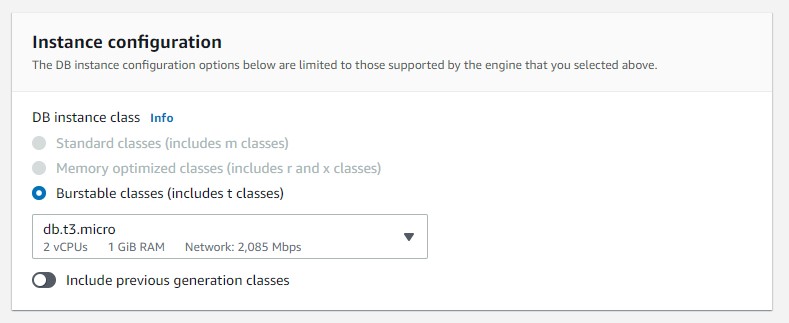 Instance configuration
The DB instance configuration options below are limited to those supported by the engine that you selected above.
DB instance class Info
Standard classes (includes m classes)
Memory optimized classes (includes r and x classes)
Burstable classes (includes t classes)
db.t3.micro
2 vCPUs 1 GiB RAM Network: 2,085 Mbps
Include previous generation classes